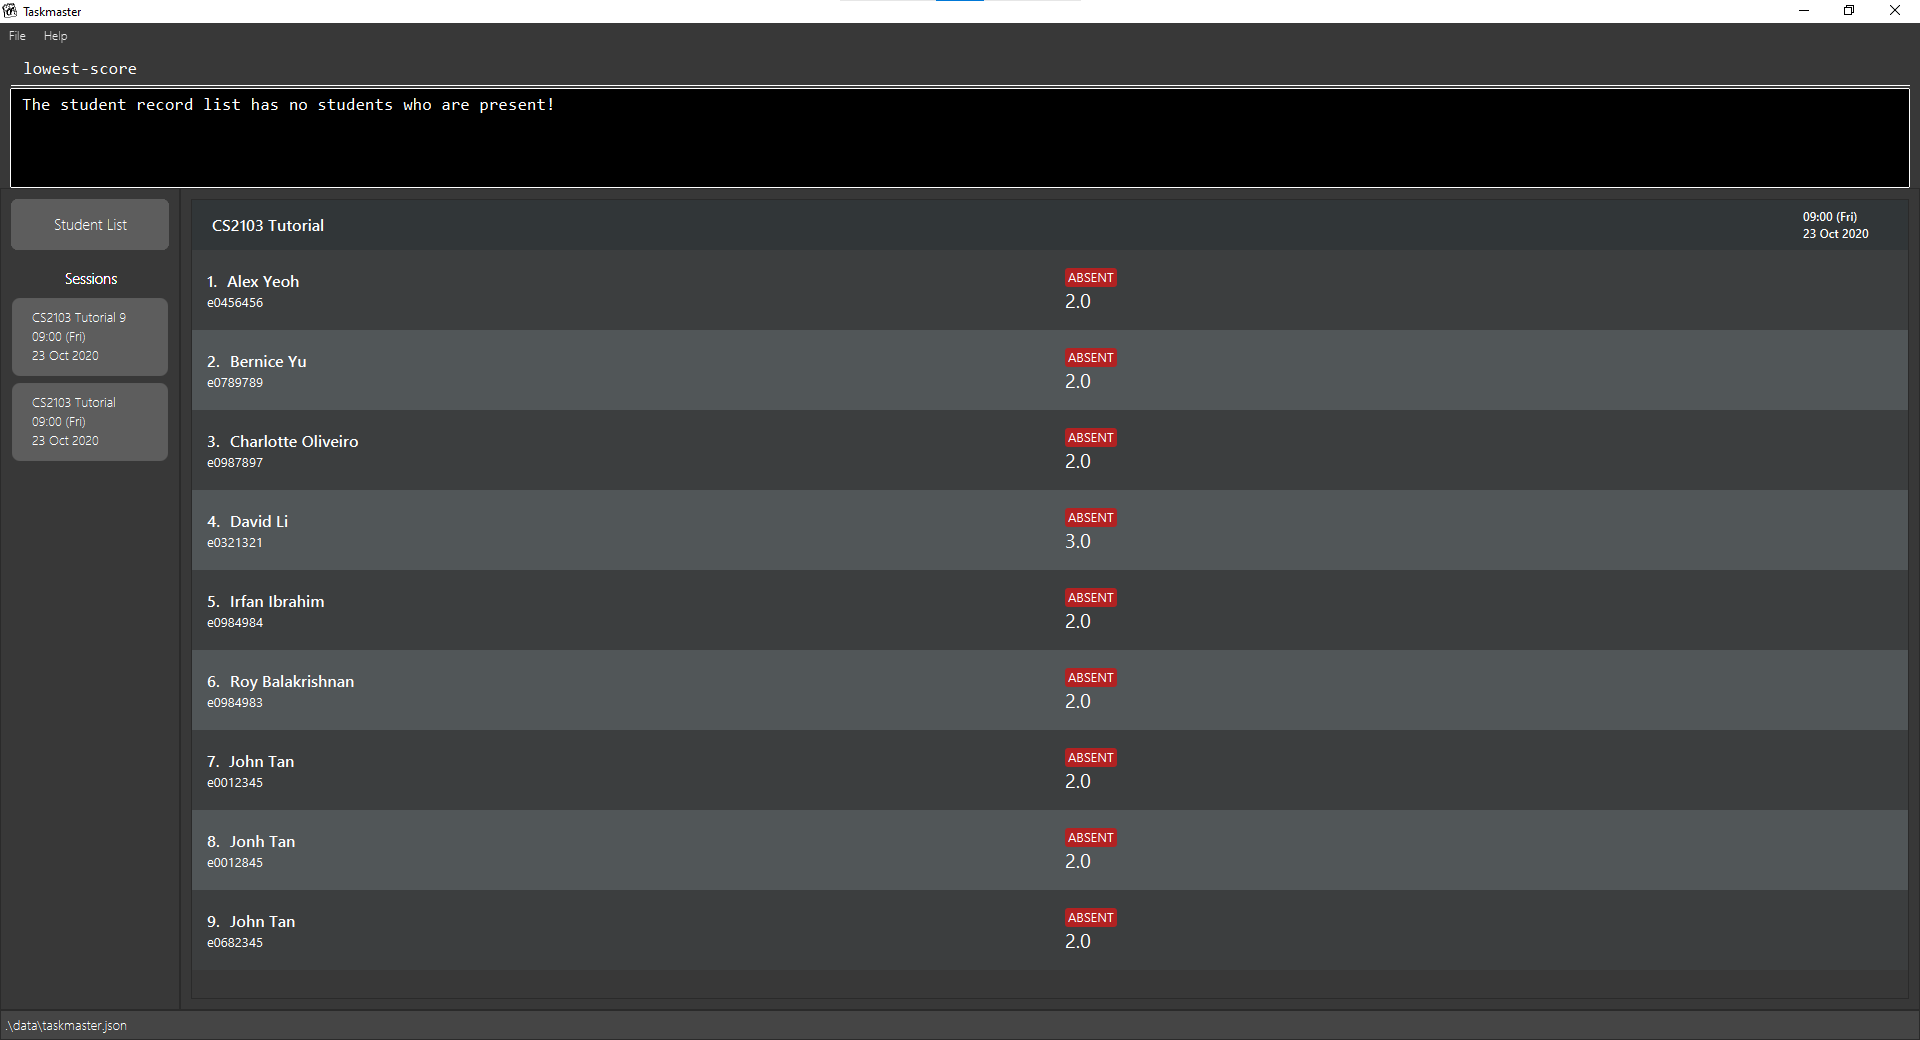 Taskmaster
File Help
lowest-score
The student record list has no students who are present!
Student List
Sessions
CS2103 Tutorial 9
09:00 (Fri)
23 Oct 2020
CS2103 Tutorial
09:00 (Fri)
23 Oct 2020
CS2103 Tutorial
09:00 (Fri)
23 Oct 2020
1. Alex Yeoh
e0456456
ABSENT
2.0
2. Bernice Yu
e0789789
ABSENT
2.0
3. Charlotte Oliveiro
e0987897
ABSENT
2.0
4. David Li
e0321321
ABSENT
3.0
5. Irfan Ibrahim
e0984984
ABSENT
2.0
6. Roy Balakrishnan
e0984983
ABSENT
2.0
7. John Tan
e0012345
ABSENT
2.0
8. Jonh Tan
e0012845
ABSENT
2.0
9. John Tan
e0682345
ABSENT
2.0
.\data\taskmaster.json